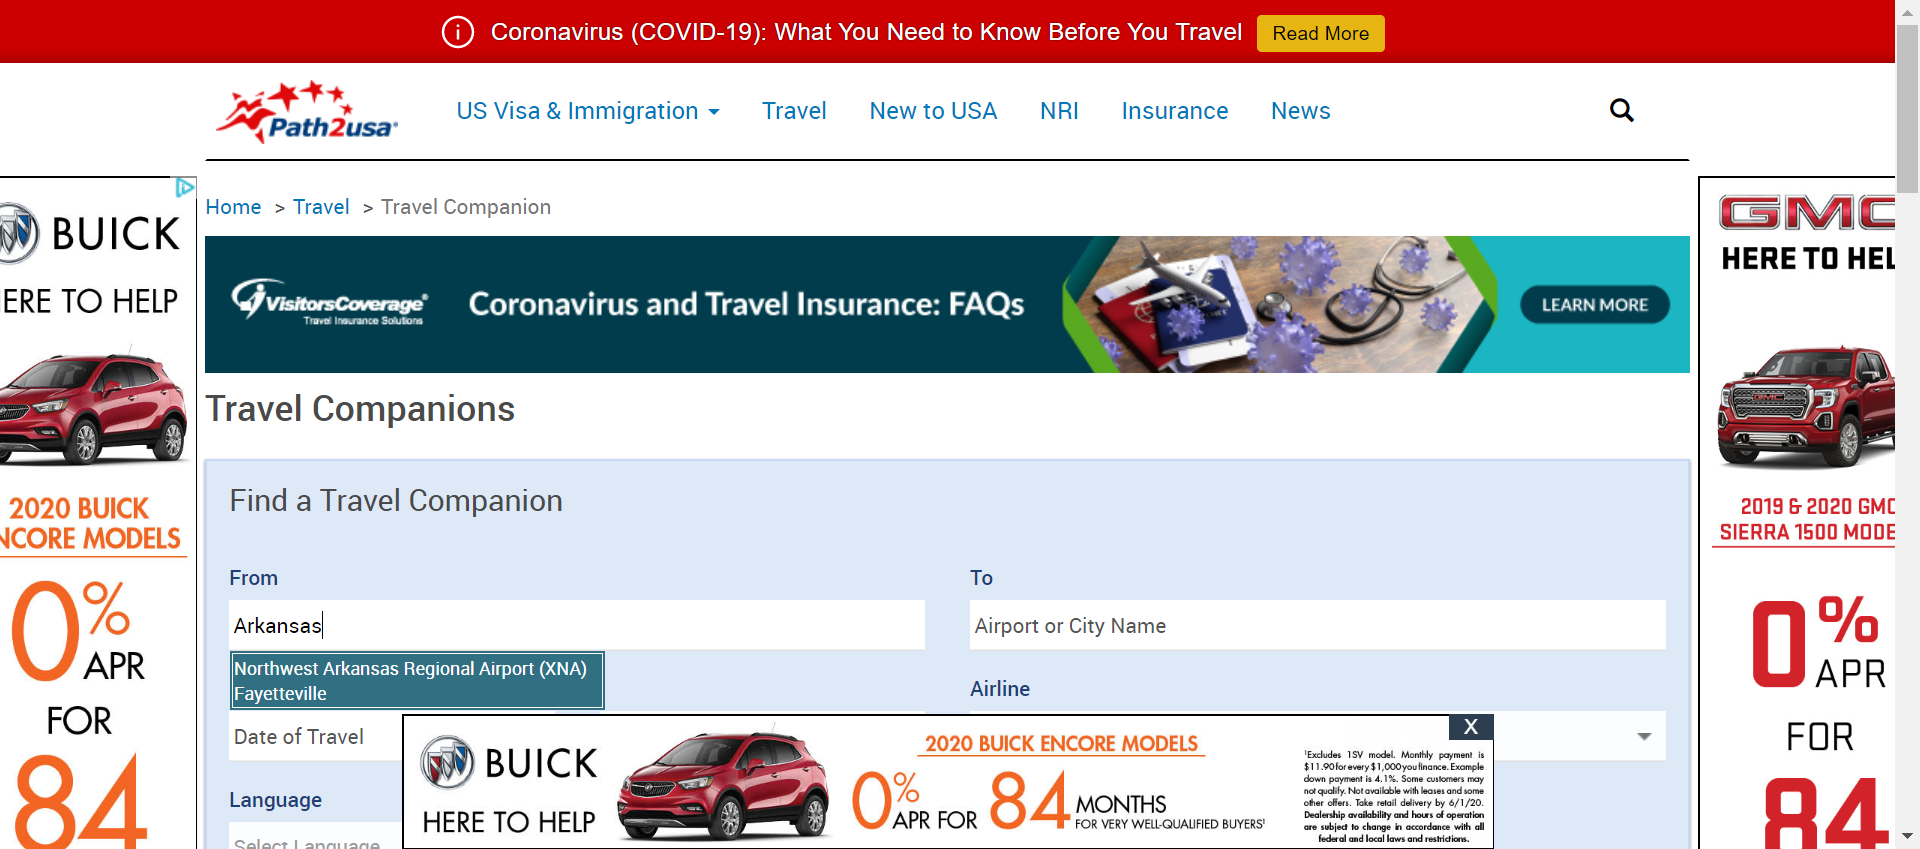 Coronavirus (COVID-19): What You Need to Know Before You Travel Read More
Path2usa
US Visa & Immigration
Travel
New to USA
NRI
Insurance
News
Home > Travel > Travel Companion
VisitorsCoverage
Travel Insurance Solutions
Coronavirus and Travel Insurance: FAQs
LEARN MORE
Travel Companions
Find a Travel Companion
From
To
Arkansas
Airport or City Name
Northwest Arkansas Regional Airport (XNA)
Fayetteville
Airline
Date of Travel
Language
Select Language
BUICK
ERE TO HELP
2020 BUICK
NCORE MODELS
0%
APR
FOR
84
GMC
HERE TO HEL
GMC
2019 & 2020 GMC
SIERRA 1500 MODE
0%
APR
FOR
84
X
BUICK
HERE TO HELP
2020 BUICK ENCORE MODELS
0% APR FOR 84 MONTHS
FOR VERY WELL-QUALIFIED BUYERS¹
¹Excludes 1SV model. Monthly payment is
$11.90 for every $1,000 you finance. Example
down payment is 4.1%. Some customers may
not qualify. Not available with leases and some
other offers. Take retail delivery by 6/1/20.
Dealership availability and hours of operation
are subject to change in accordance with all
federal and local laws and restrictions.